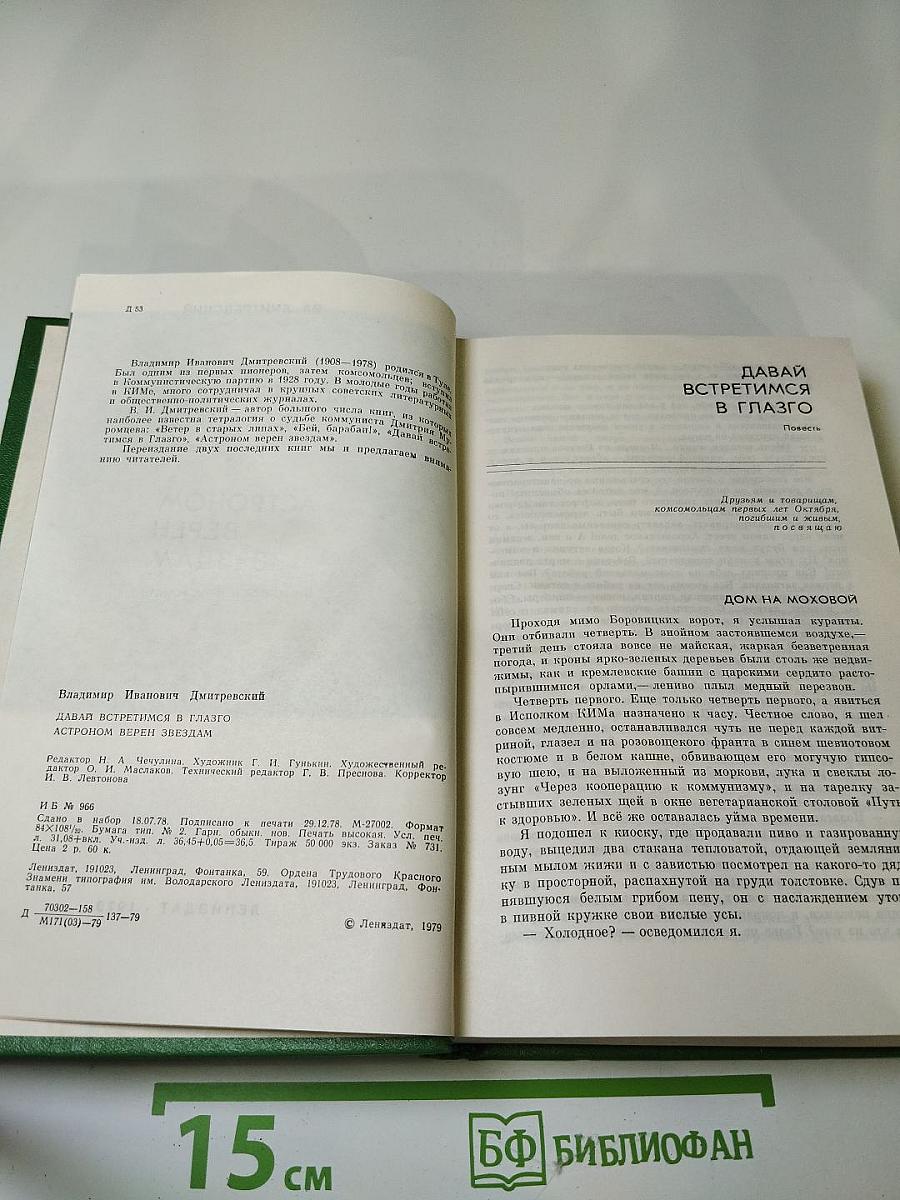 Д 53
Владимир Иванович Дмитревский (1908—1978) родился в Туле.
Был одним из первых пионеров, затем комсомольцев; вступил
в Коммунистическую партию в 1928 году. В молодые годы работал
в КИМе, много сотрудничал в крупных советских литературных
и общественно-политических журналах.
В. И. Дмитревский — автор большого числа книг, из которых
наиболее известна тетралогия о судьбе коммуниста Дмитрия Му-
ромцева: «Ветер в старых липах», «Бей, барабан!», «Давай встре-
тимся в Глазго», «Астроном верен звездам».
Переиздание двух последних книг мы и предлагаем внима-
нию читателей.
Владимир Иванович Дмитревский
ДАВАЙ ВСТРЕТИМСЯ В ГЛАЗГО
АСТРОНОМ ВЕРЕН ЗВЕЗДАМ
Редактор Н. А. Чечулина. Художник Г. И. Гунькин. Художественный ре-
дактор О. И. Маслаков. Технический редактор Г. В. Преснова. Корректор
И. В. Левтонова
ИБ № 966
Сдано в набор 18.07.78. Подписано к печати 29.12.78. М-27002. Формат
84×108¹/₃₂. Бумага тип. № 2. Гарн. обыкн. нов. Печать высокая. Усл. печ.
л. 31,08+вкл. Уч.-изд. л. 36,45+0,05=36,5. Тираж 50 000 экз. Заказ № 731.
Цена 2 р. 60 к.
Лениздат, 191023, Ленинград, Фонтанка, 59. Ордена Трудового Красного
Знамени типография им. Володарского Лениздата, 191023, Ленинград, Фон-
танка, 57
Д 70302—158 / М171(03)—79 137—79
© Лениздат, 1979
ДАВАЙ
ВСТРЕТИМСЯ
В ГЛАЗГО
Повесть
Друзьям и товарищам,
комсомольцам первых лет Октября,
погибшим и живым,
посвящаю
ДОМ НА МОХОВОЙ
Проходя мимо Боровицких ворот, я услышал куранты.
Они отбивали четверть. В знойном застоявшемся воздухе,—
третий день стояла вовсе не майская, жаркая безветренная
погода, и кроны ярко-зеленых деревьев были столь же недви-
жимы, как и кремлевские башни с царскими сердито расто-
пырившимися орлами,— лениво плыл медный перезвон.
Четверть первого. Еще только четверть первого, а явиться
в Исполком КИМа назначено к часу. Честное слово, я шел
совсем медленно, останавливался чуть не перед каждой вит-
риной, глазел и на розовощекого франта в синем шевиотовом
костюме и в белом кашне, обвивающем его могучую гипсо-
вую шею, и на выложенный из моркови, лука и свеклы ло-
зунг «Через кооперацию к коммунизму», и на тарелку за-
стывших зеленых щей в окне вегетарианской столовой «Путь
к здоровью». И всё же оставалась уйма времени.
Я подошел к киоску, где продавали пиво и газированну
воду, выцедил два стакана тепловатой, отдающей землянич
ным мылом жижи и с завистью посмотрел на какого-то дяд
ку в просторной, распахнутой на груди толстовке. Сдув п
нявшуюся белым грибом пену, он с наслаждением уто
в пивной кружке свои вислые усы.
— Холодное? — осведомился я.
15 см
БФ БИБЛИОФАН